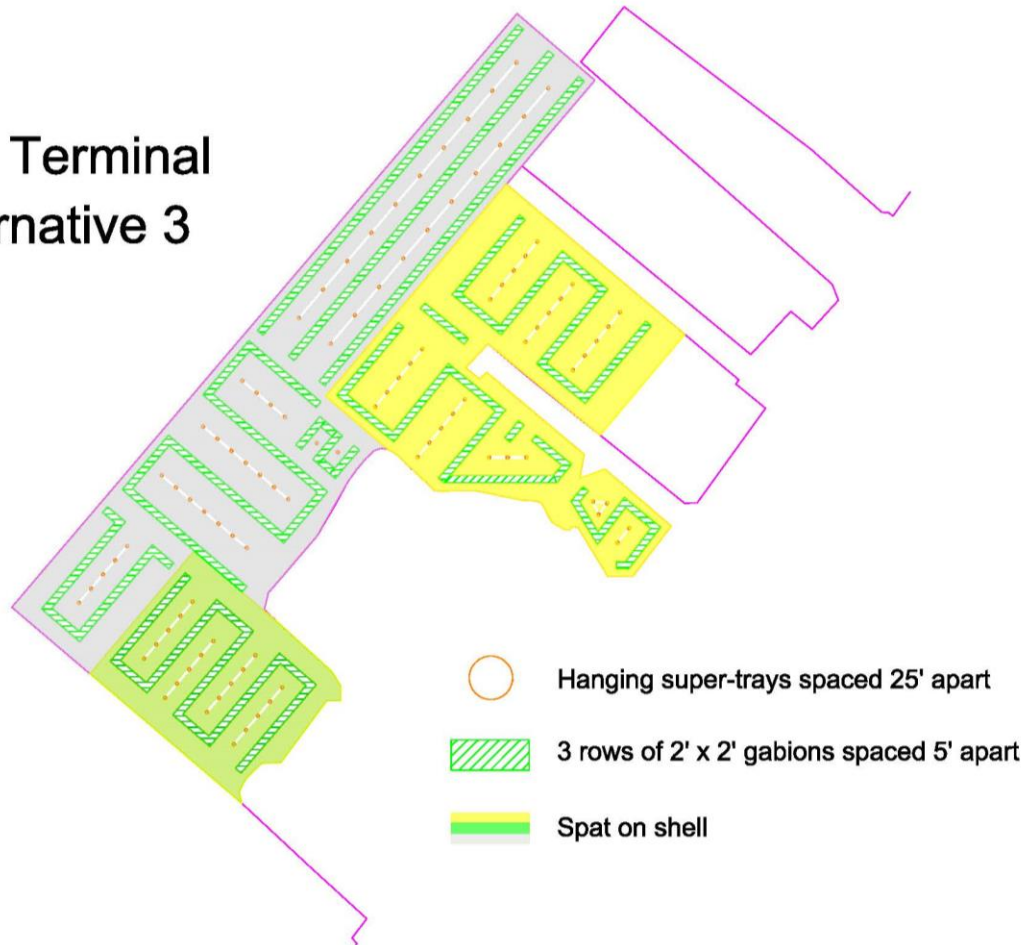 Terminal
rnative 3
Hanging super-trays spaced 25' apart
3 rows of 2' x 2' gabions spaced 5' apart
Spat on shell